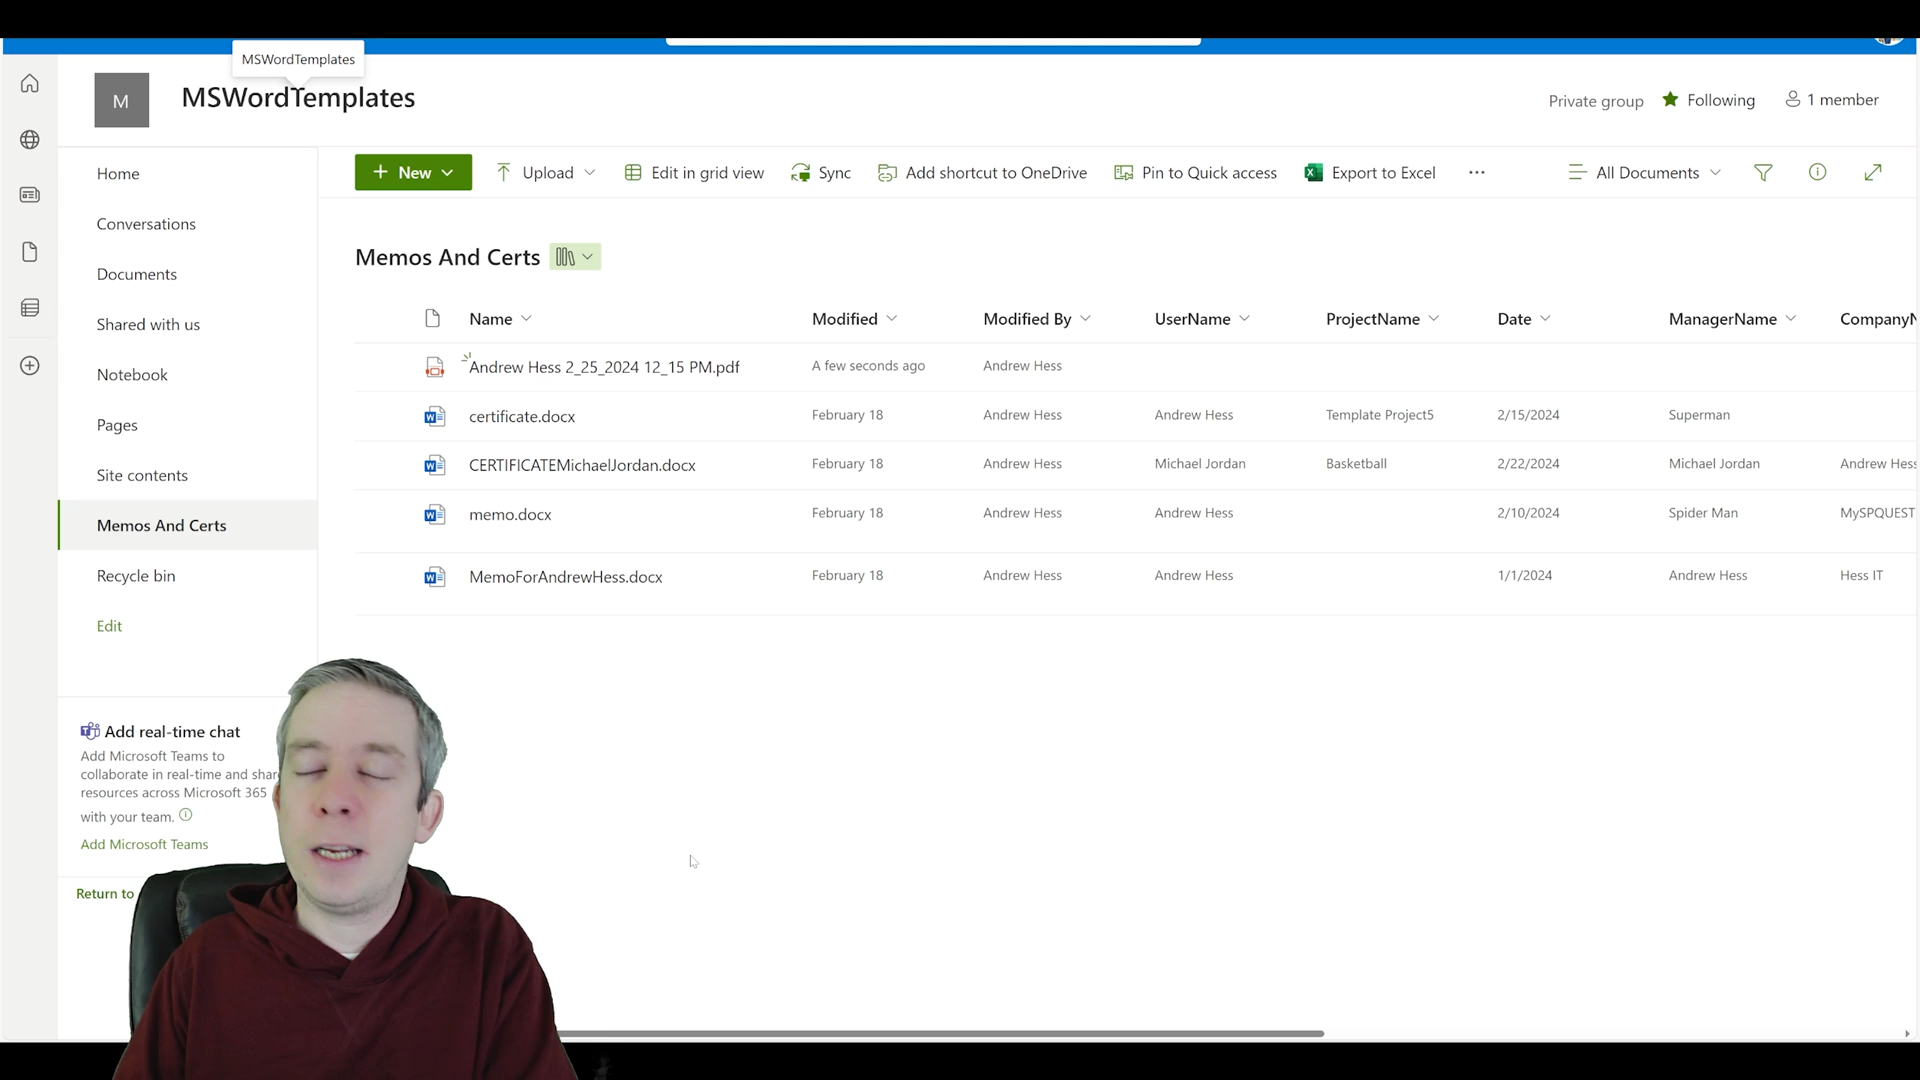 MSWordTemplates
M
MSWordTemplates
Private group
Following
1 member
Home
Conversations
Documents
Shared with us
Notebook
Pages
Site contents
Memos And Certs
Recycle bin
Edit
Add real-time chat
Add Microsoft Teams to
collaborate in real-time and shar
resources across Microsoft 365
with your team.
Add Microsoft Teams
Return to
New
Upload
Edit in grid view
Sync
Add shortcut to OneDrive
Pin to Quick access
Export to Excel
All Documents
Memos And Certs
Name Modified Modified By UserName ProjectName Date ManagerName CompanyN
Andrew Hess 2_25_2024 12_15 PM.pdf A few seconds ago Andrew Hess
certificate.docx February 18 Andrew Hess Andrew Hess Template Project5 2/15/2024 Superman
CERTIFICATEMichaelJordan.docx February 18 Andrew Hess Michael Jordan Basketball 2/22/2024 Michael Jordan Andrew Hess
memo.docx February 18 Andrew Hess Andrew Hess 2/10/2024 Spider Man MySPQUEST
MemoForAndrewHess.docx February 18 Andrew Hess Andrew Hess 1/1/2024 Andrew Hess Hess IT